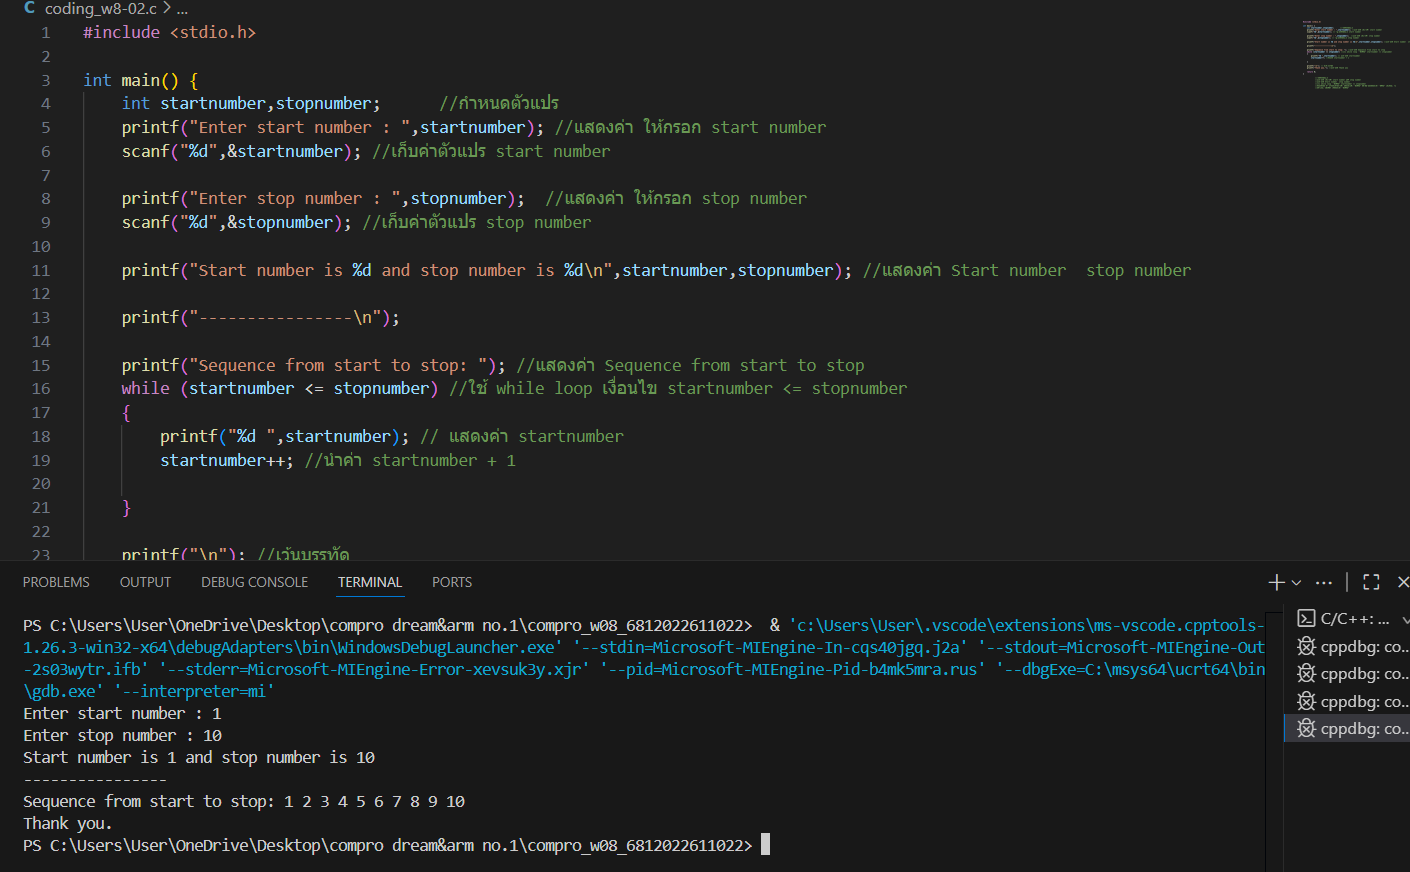 C coding_w8-02.c > ...
1 #include <stdio.h>
2
3 int main() {
4 int startnumber,stopnumber; //กำหนดตัวแปร
5 printf("Enter start number : ",startnumber); //แสดงค่า ให้กรอก start number
6 scanf("%d",&startnumber); //เก็บค่าตัวแปร start number
7
8 printf("Enter stop number : ",stopnumber); //แสดงค่า ให้กรอก stop number
9 scanf("%d",&stopnumber); //เก็บค่าตัวแปร stop number
10
11 printf("Start number is %d and stop number is %d\n",startnumber,stopnumber); //แสดงค่า Start number  stop number
12
13 printf("----------------\n");
14
15 printf("Sequence from start to stop: "); //แสดงค่า Sequence from start to stop
16 while (startnumber <= stopnumber) //ใช้ while loop เงื่อนไข startnumber <= stopnumber
17 {
18 printf("%d ",startnumber); // แสดงค่า startnumber
19 startnumber++; //นำค่า startnumber + 1
20
21 }
22
23 printf("\n"); //เว้นบรรทัด
PROBLEMS OUTPUT DEBUG CONSOLE TERMINAL PORTS
PS C:\Users\User\OneDrive\Desktop\compro dream&arm no.1\compro_w08_6812022611022>  & 'c:\Users\User\.vscode\extensions\ms-vscode.cpptools-
1.26.3-win32-x64\debugAdapters\bin\WindowsDebugLauncher.exe' '--stdin=Microsoft-MIEngine-In-cqs40jgq.j2a' '--stdout=Microsoft-MIEngine-Out
-2s03wytr.ifb' '--stderr=Microsoft-MIEngine-Error-xevsuk3y.xjr' '--pid=Microsoft-MIEngine-Pid-b4mk5mra.rus' '--dbgExe=C:\msys64\ucrt64\bin
\gdb.exe' '--interpreter=mi'
Enter start number : 1
Enter stop number : 10
Start number is 1 and stop number is 10
----------------
Sequence from start to stop: 1 2 3 4 5 6 7 8 9 10
Thank you.
PS C:\Users\User\OneDrive\Desktop\compro dream&arm no.1\compro_w08_6812022611022>
C/C++: ...
cppdbg: co...
cppdbg: co...
cppdbg: co...
cppdbg: co...